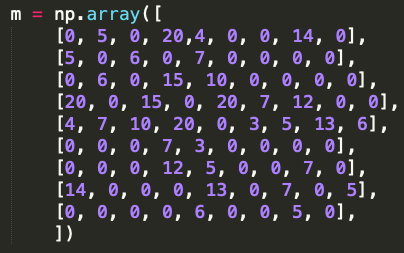 m = np.array([
[0, 5, 0, 20,4, 0, 0, 14, 0],
[5, 0, 6, 0, 7, 0, 0, 0, 0],
[0, 6, 0, 15, 10, 0, 0, 0, 0],
[20, 0, 15, 0, 20, 7, 12, 0, 0],
[4, 7, 10, 20, 0, 3, 5, 13, 6],
[0, 0, 0, 7, 3, 0, 0, 0, 0],
[0, 0, 0, 12, 5, 0, 0, 7, 0],
[14, 0, 0, 0, 13, 0, 7, 0, 5],
[0, 0, 0, 0, 6, 0, 0, 5, 0],
])